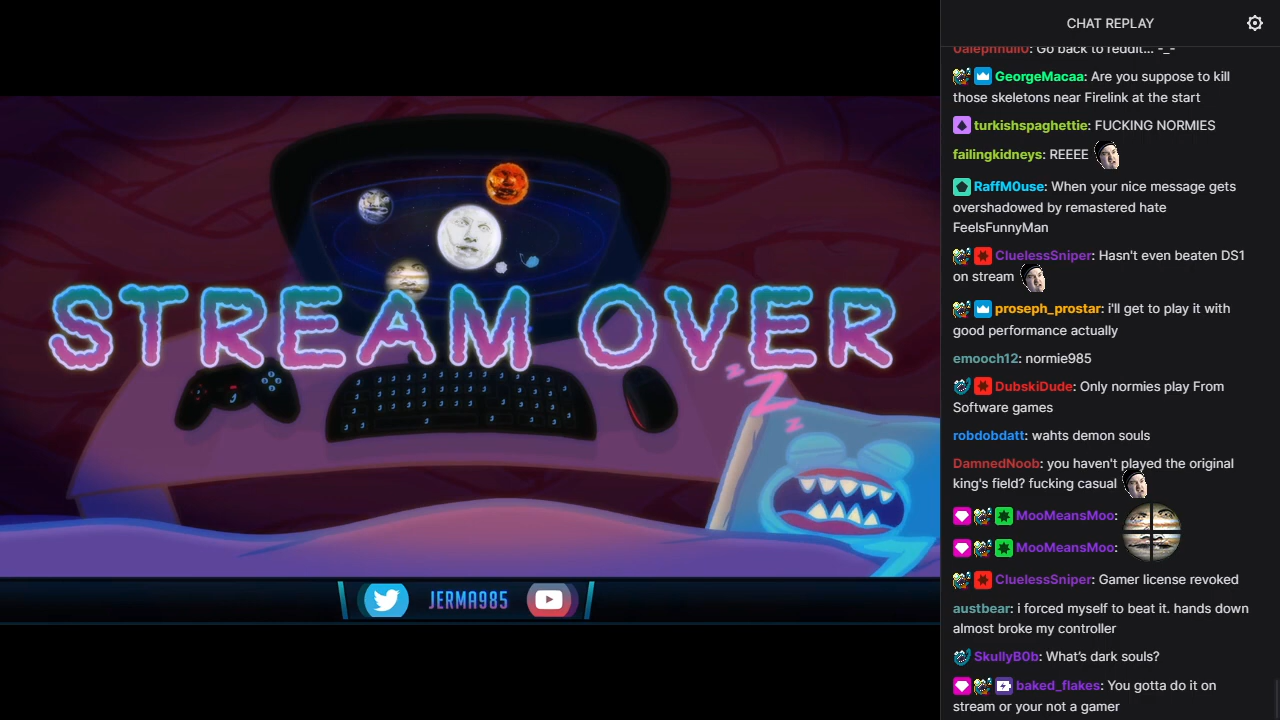 STREAM OVER
z
Z
z
JERMA985
CHAT REPLAY
0alephnull0: Go back to reddit... -_-
GeorgeMacaa: Are you suppose to kill
those skeletons near Firelink at the start
turkishspaghettie: FUCKING NORMIES
failingkidneys: REEEE
RaffM0use: When your nice message gets
overshadowed by remastered hate
FeelsFunnyMan
CluelessSniper: Hasn't even beaten DS1
on stream
proseph_prostar: i'll get to play it with
good performance actually
emooch12: normie985
DubskiDude: Only normies play From
Software games
robdobdatt: wahts demon souls
DamnedNoob: you haven't played the original
king's field? fucking casual
MooMeansMoo:
MooMeansMoo:
CluelessSniper: Gamer license revoked
austbear: i forced myself to beat it. hands down
almost broke my controller
SkullyB0b: What's dark souls?
baked_flakes: You gotta do it on
stream or your not a gamer